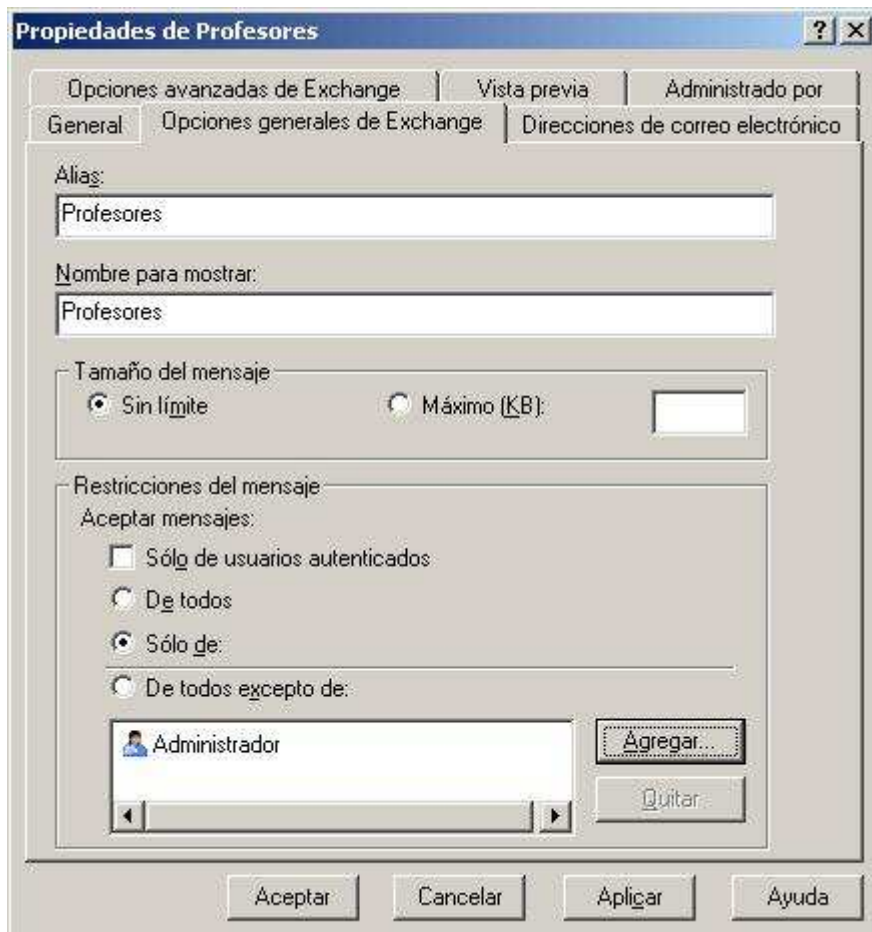 Propiedades de Profesores
Opciones avanzadas de Exchange Vista previa Administrado por
General Opciones generales de Exchange Direcciones de correo electrónico
Alias:
Profesores
Nombre para mostrar:
Profesores
Tamaño del mensaje
Sin límite Máximo (KB):
Restricciones del mensaje
Aceptar mensajes:
Sólo de usuarios autenticados
De todos
Sólo de:
De todos excepto de:
Administrador Agregar...
Quitar
Aceptar Cancelar Aplicar Ayuda